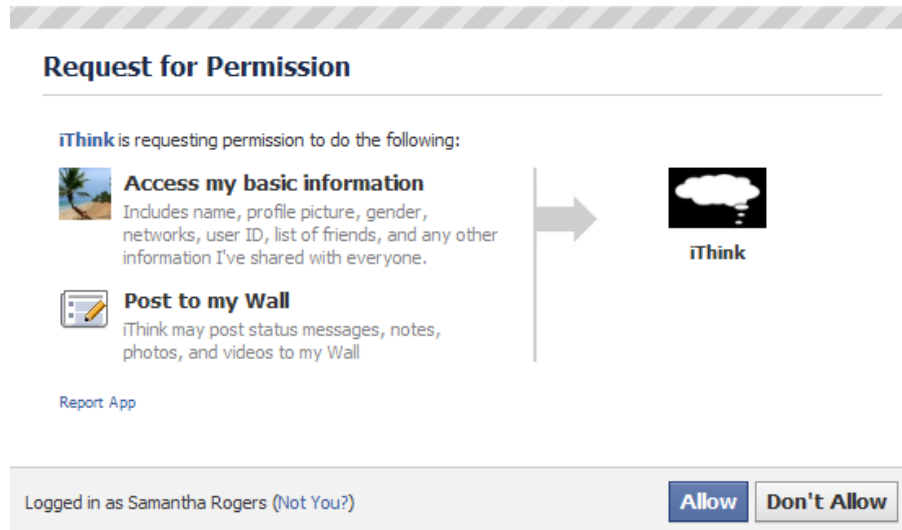 Request for Permission
iThink is requesting permission to do the following:
Access my basic information
Includes name, profile picture, gender,
networks, user ID, list of friends, and any other
information I've shared with everyone.
iThink
Post to my Wall
iThink may post status messages, notes,
photos, and videos to my Wall
Report App
Logged in as Samantha Rogers (Not You?)
Allow
Don't Allow